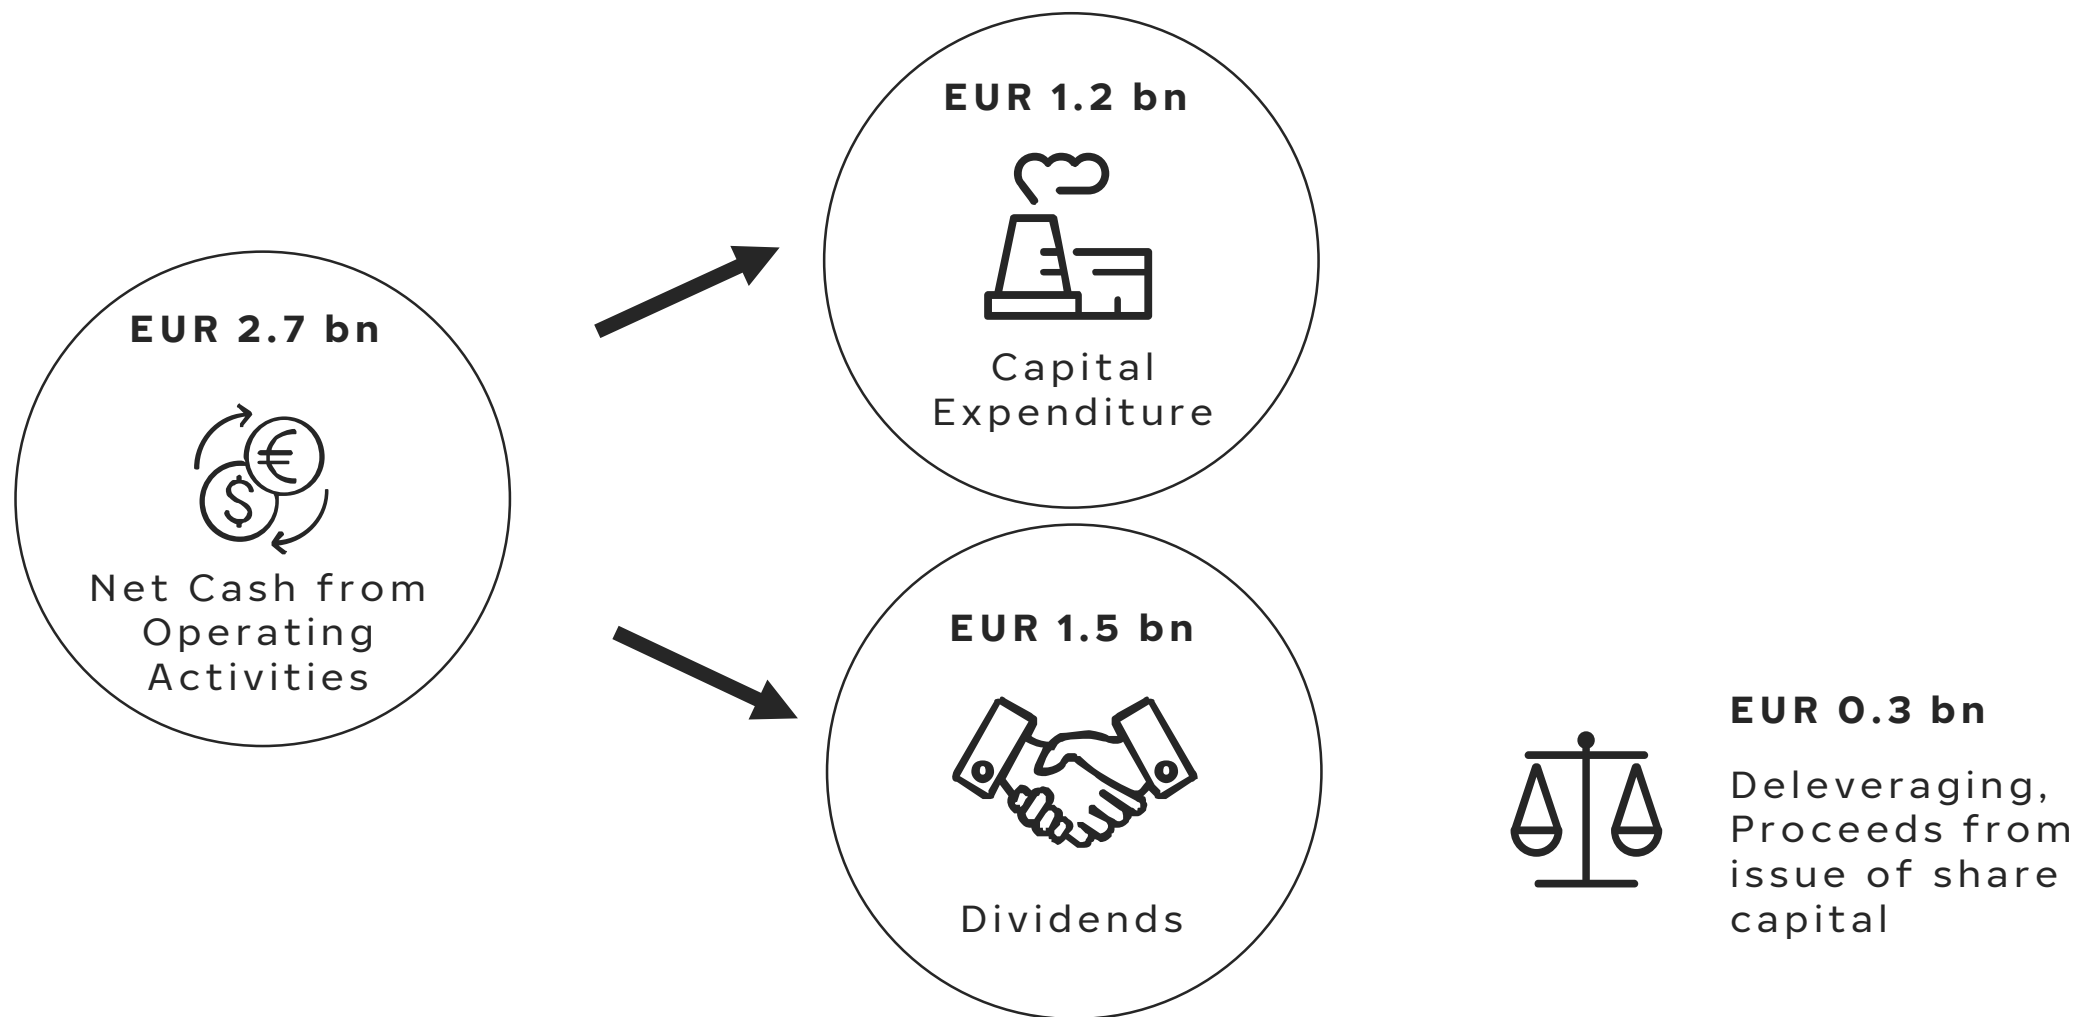 EUR 2.7 bn
Net Cash from
Operating
Activities
EUR 1.2 bn
Capital
Expenditure
EUR 1.5 bn
Dividends
EUR 0.3 bn
Deleveraging,
Proceeds from
issue of share
capital